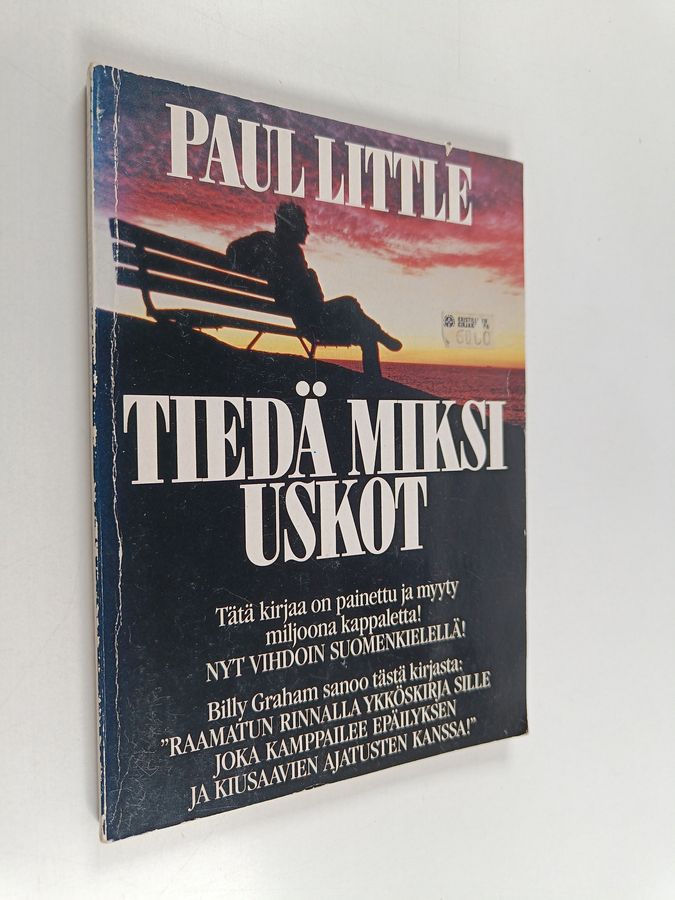 PAUL LITTLE
TIEDÄ MIKSI
USKOT
Tätä kirjaa on painettu ja myyty
miljoona kappaletta!
NYT VIHDOIN SUOMENKIELELLÄ!
Billy Graham sanoo tästä kirjasta:
"RAAMATUN RINNALLA YKKÖSKIRJA SILLE
JOKA KAMPPAILEE EPÄILYKSEN
JA KIUSAAVIEN AJATUSTEN KANSSA!"